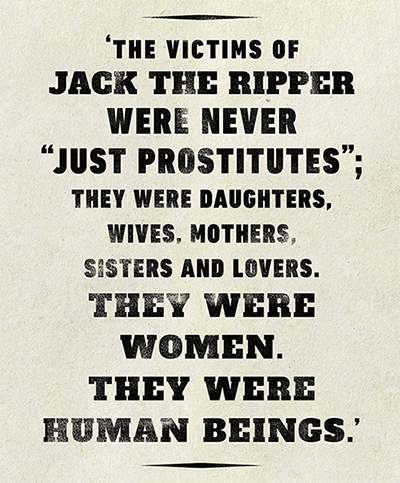 ‘THE VICTIMS OF
JACK THE RIPPER
WERE NEVER
“JUST PROSTITUTES”;
THEY WERE DAUGHTERS,
WIVES, MOTHERS,
SISTERS AND LOVERS.
THEY WERE
WOMEN.
THEY WERE
HUMAN BEINGS.’